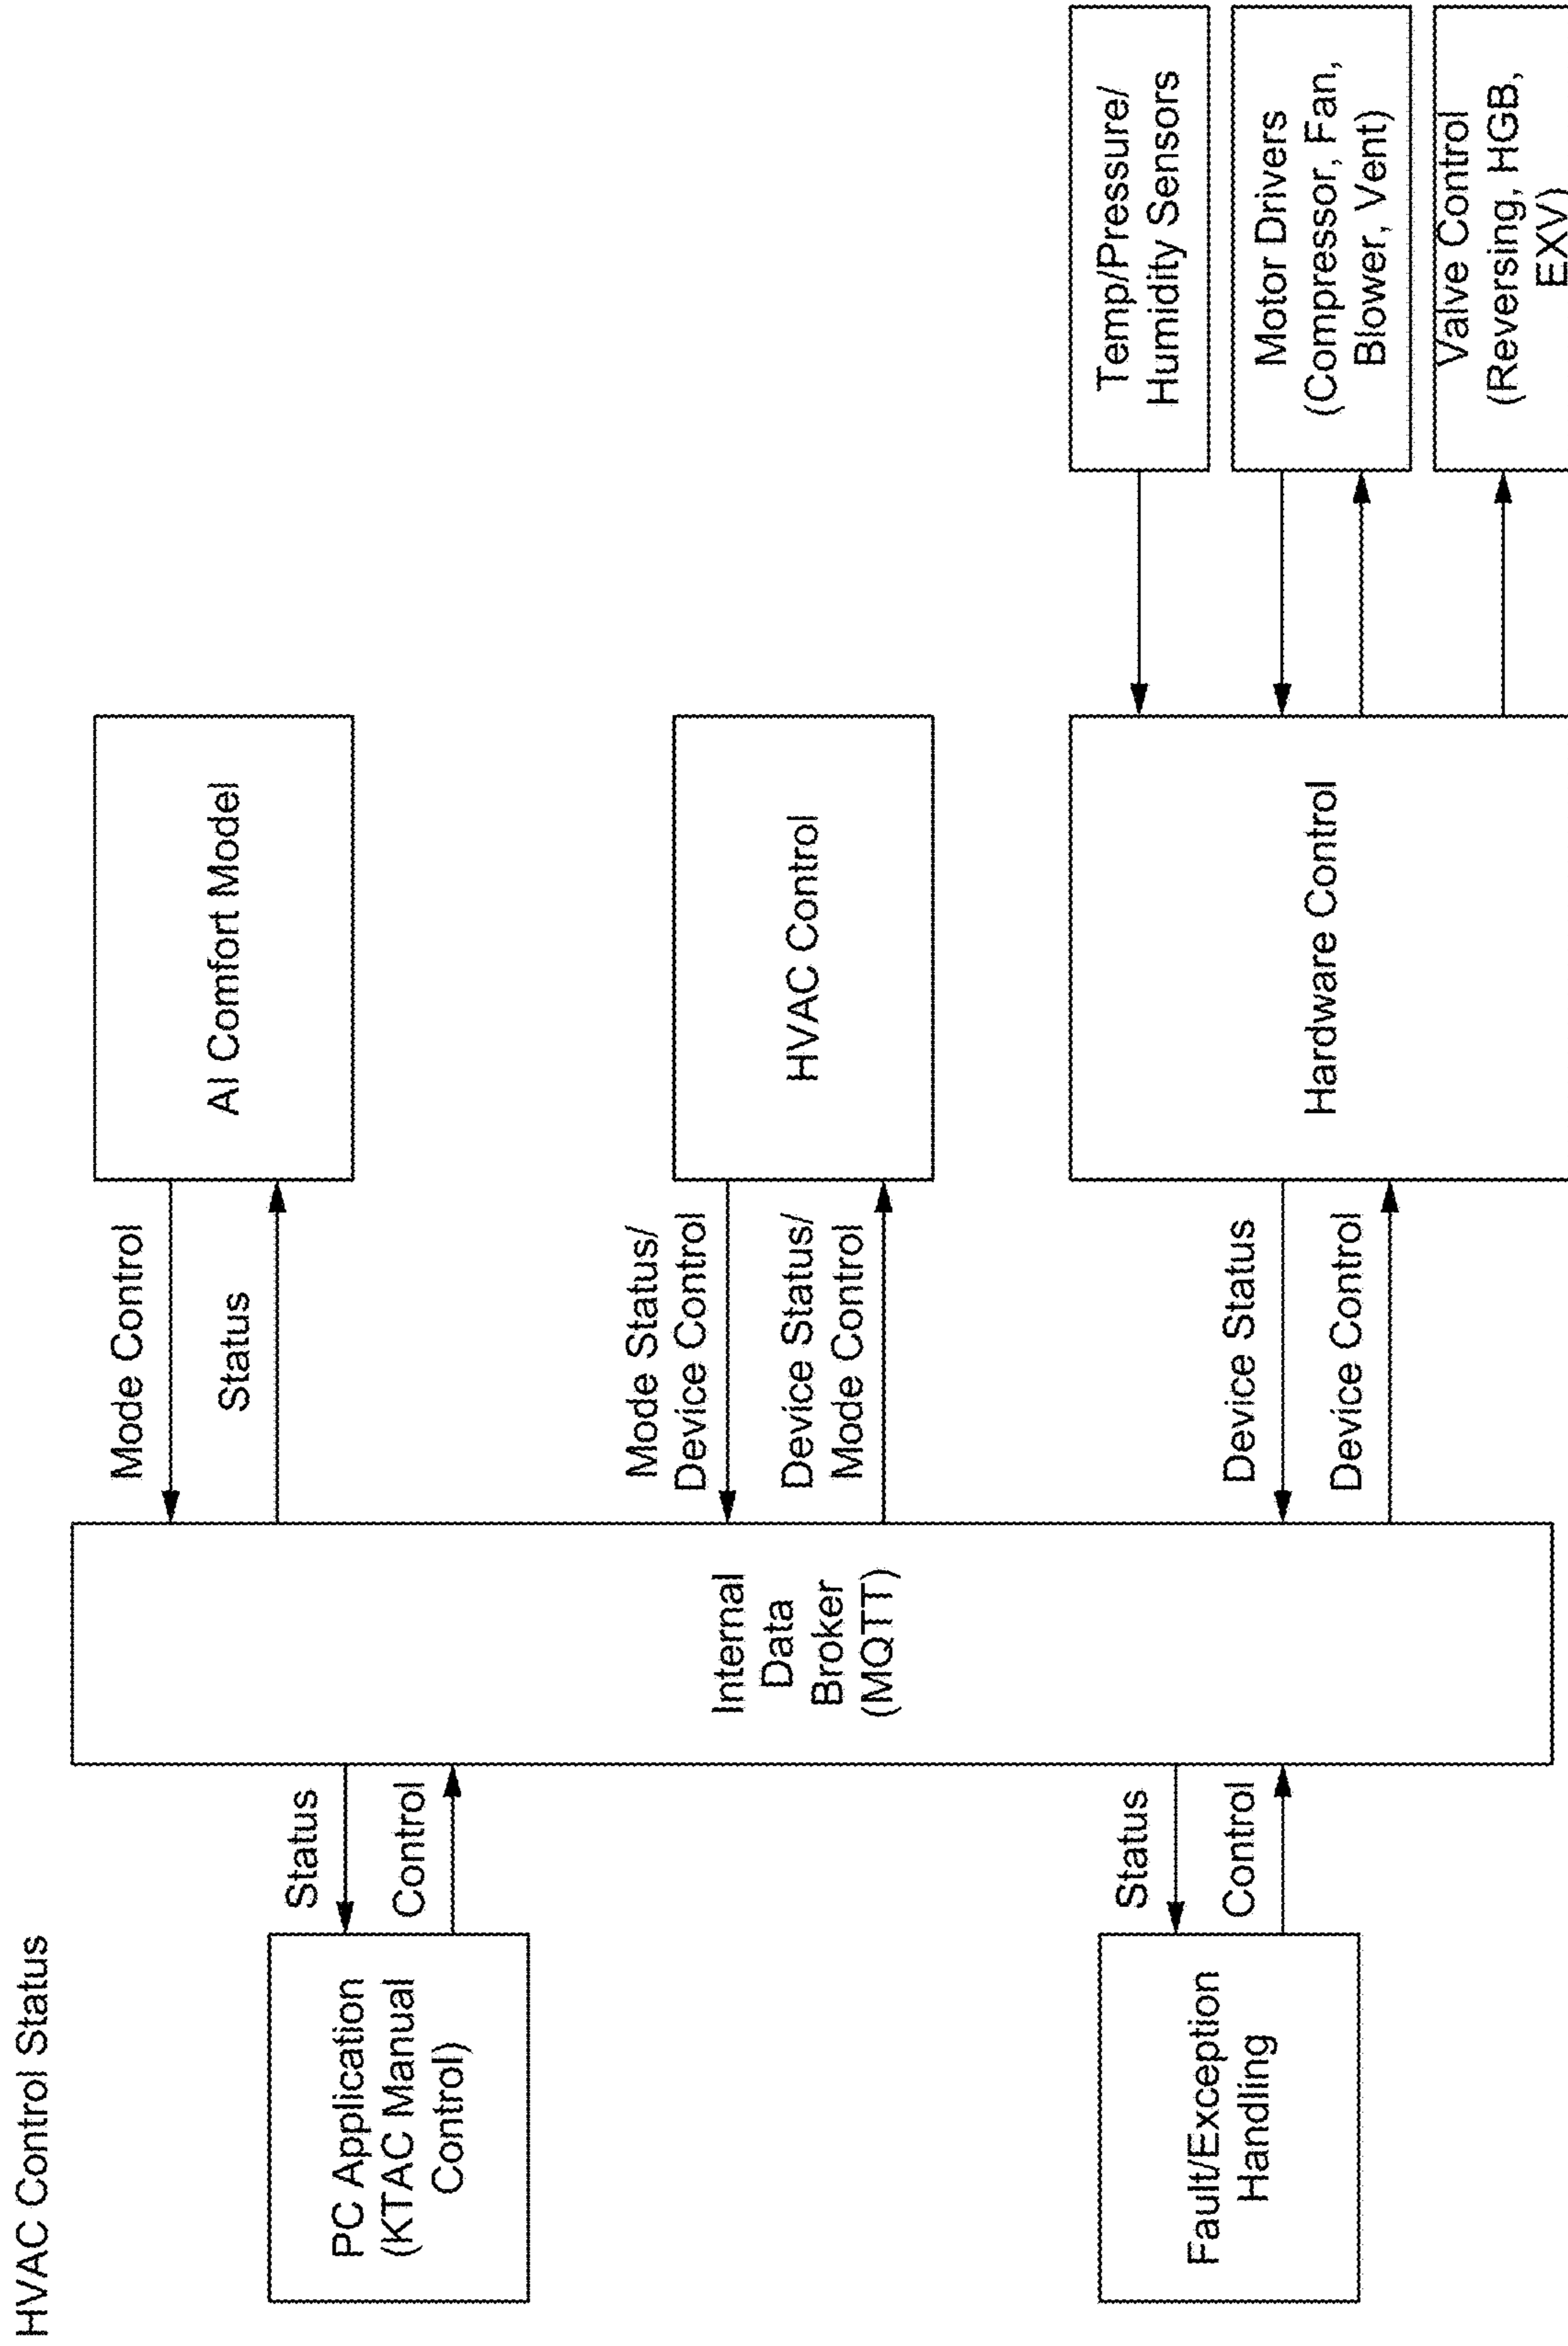 HVAC Control Status
PC Application
(KTAC Manual
Control)
Status
Control
Fault/Exception
Handling
Status
Control
Internal
Data
Broker
(MQTT)
Mode Control
Status
AI Comfort Model
Mode Status/
Device Control
Device Status/
Mode Control
HVAC Control
Device Status
Device Control
Hardware Control
Temp/Pressure/
Humidity Sensors
Motor Drivers
(Compressor, Fan,
Blower, Vent)
Valve Control
(Reversing, HGB,
EXV)